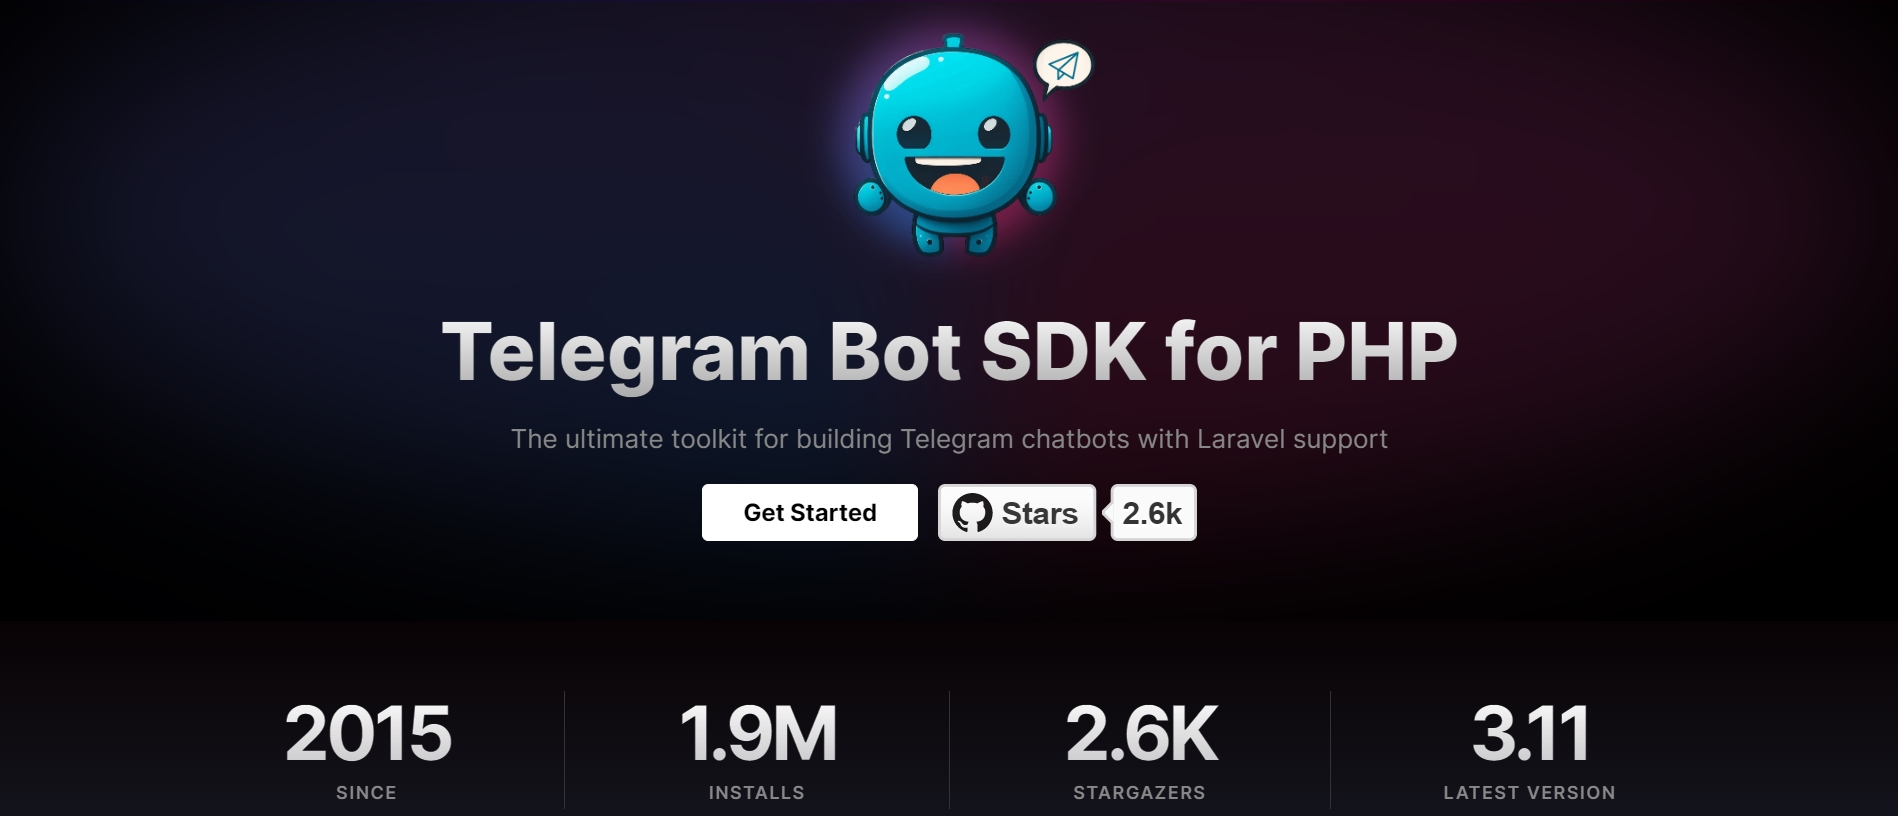 Telegram Bot SDK for PHP
The ultimate toolkit for building Telegram chatbots with Laravel support
Get Started
Stars 2.6k
2015 1.9M 2.6K 3.11
SINCE INSTALLS STARGAZERS LATEST VERSION